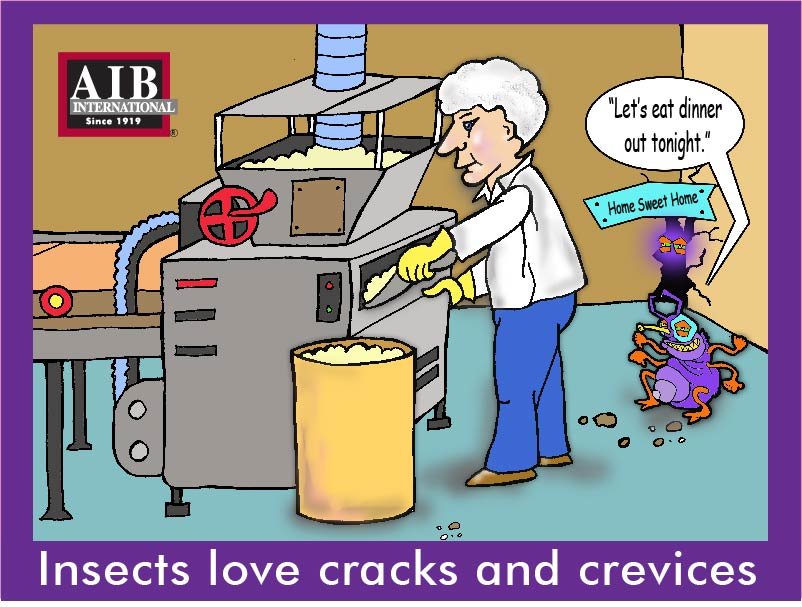 AIB
INTERNATIONAL
Since 1919
®
“Let’s eat dinner
out tonight.”
Home Sweet Home
Insects love cracks and crevices